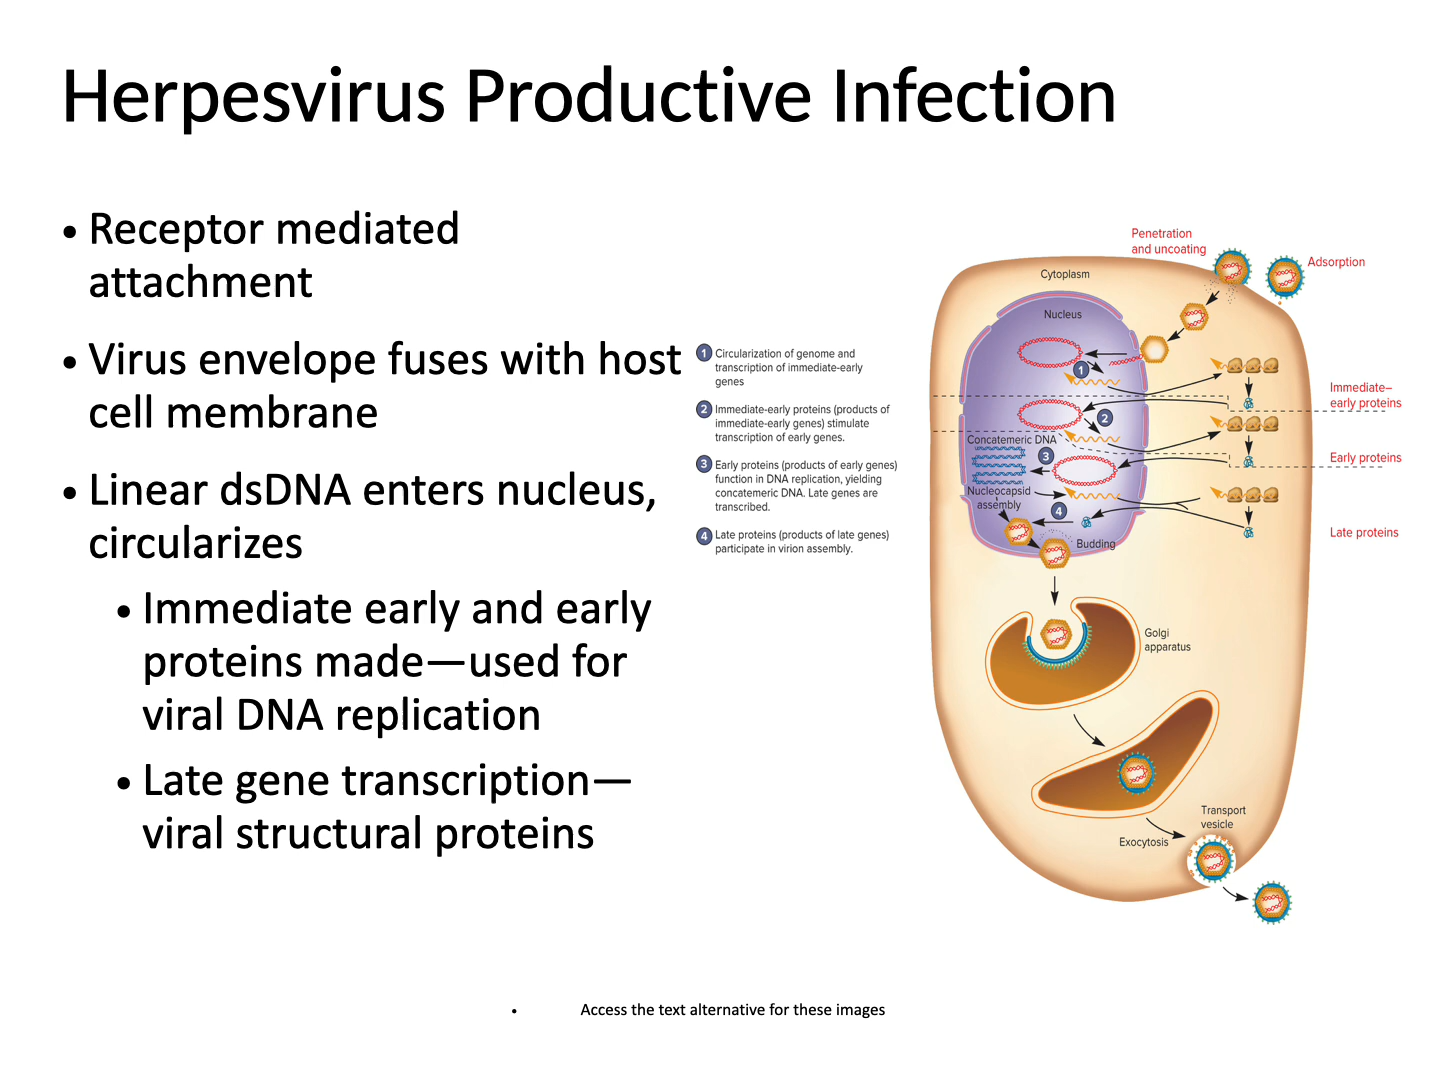 Herpesvirus Productive Infection
• Receptor mediated
attachment
• Virus envelope fuses with host
cell membrane
• Linear dsDNA enters nucleus,
circularizes
• Immediate early and early
proteins made—used for
viral DNA replication
• Late gene transcription—
viral structural proteins
1 Circularization of genome and
transcription of immediate-early
genes
2 Immediate-early proteins (products of
immediate-early genes) stimulate
transcription of early genes.
3 Early proteins (products of early genes)
function in DNA replication, yielding
concatemeric DNA. Late genes are
transcribed.
4 Late proteins (products of late genes)
participate in virion assembly.
Penetration
and uncoating
Adsorption
Cytoplasm
Nucleus
1
Immediate–
early proteins
2
Concatemeric DNA
3
Early proteins
Nucleocapsid
assembly
4
Late proteins
Budding
Golgi
apparatus
Transport
vesicle
Exocytosis
• Access the text alternative for these images